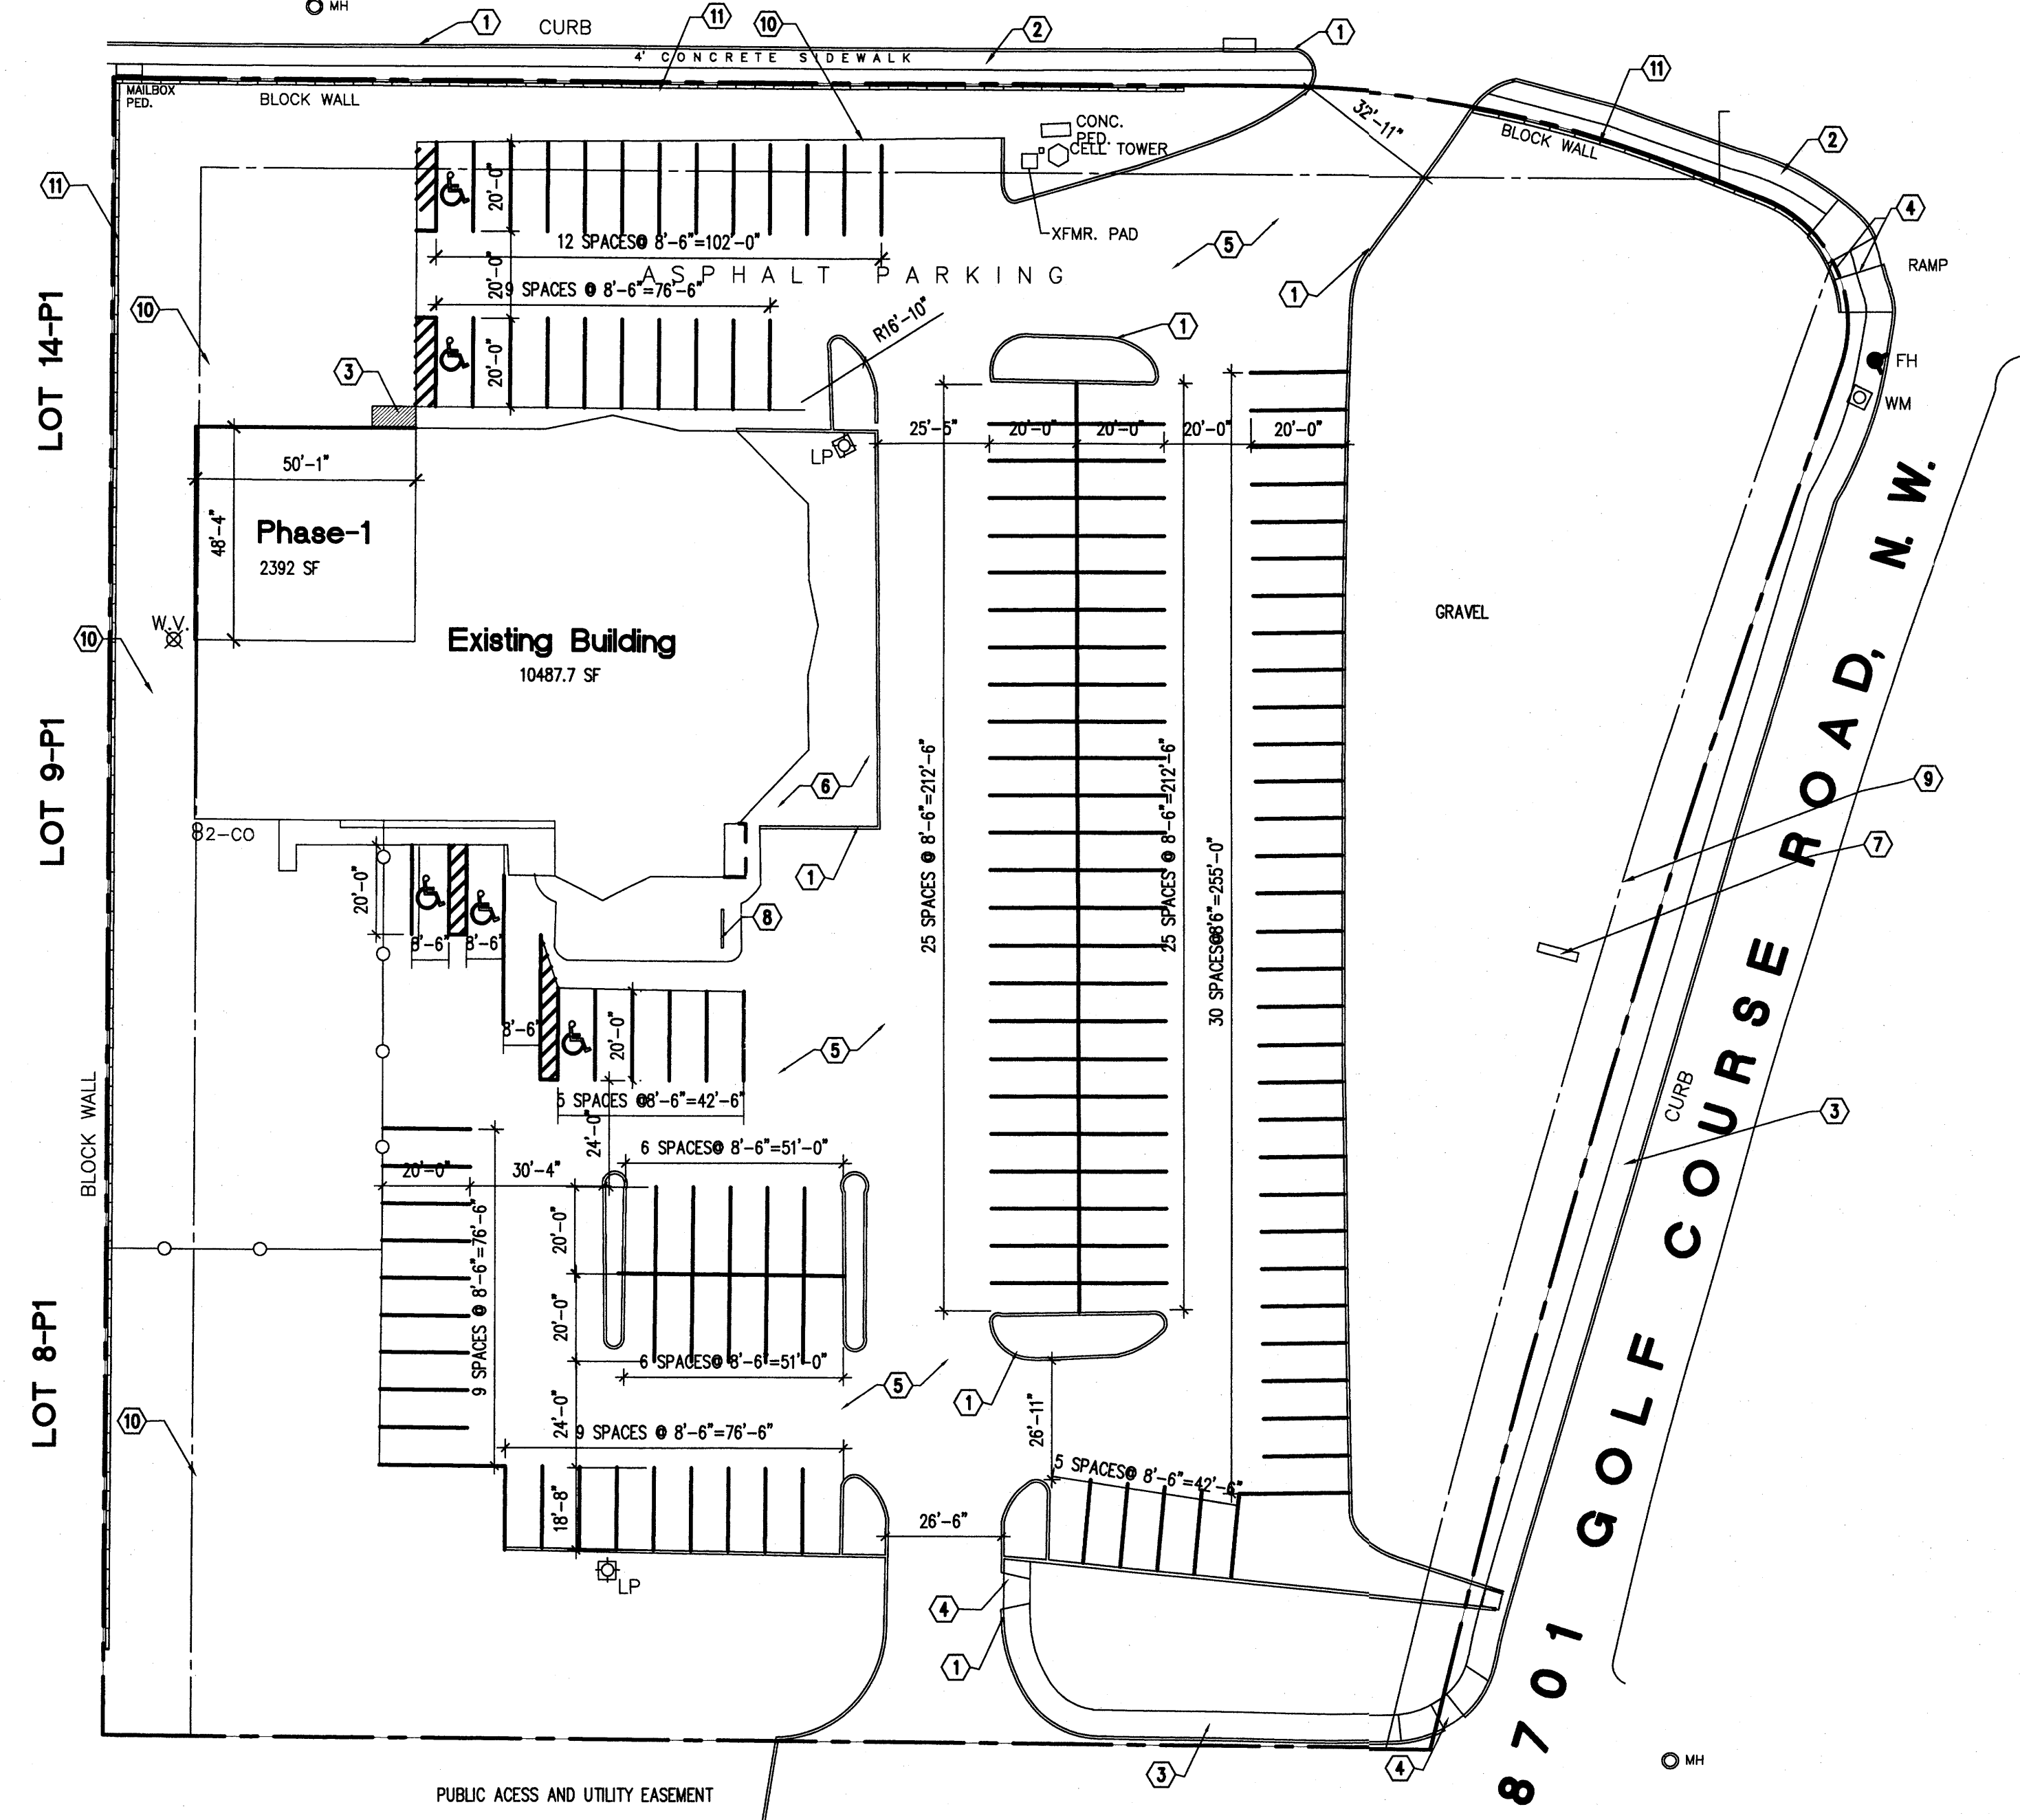 MH
1
CURB
11
10
2
1
4' CONCRETE SIDEWALK
MAILBOX
PED.
BLOCK WALL
11
32'-11"
BLOCK WALL
2
CONC.
PED.
CELL TOWER
11
20'-0"
4
12 SPACES@ 8'-6"=102'-0"
XFMR. PAD
5
RAMP
ASPHALT PARKING
20'-0"
9 SPACES @ 8'-6"=76'-6"
1
10
R16'-10"
1
LOT 14-P1
3
20'-0"
FH
WM
25'-5"
20'-0"
20'-0"
20'-0"
20'-0"
LP
50'-1"
48'-4"
Phase-1
2392 SF
W.V.
10
Existing Building
10487.7 SF
GRAVEL
LOT 9-P1
6
25 SPACES @ 8'-6"=212'-6"
25 SPACES @ 8'-6"=212'-6"
30 SPACES@8'6"=255'-0"
9
7
82-CO
1
20'-0"
8'-6"
8'-6"
8
8'-6"
20'-0"
5
5 SPACES @8'-6"=42'-6"
24'-0"
BLOCK WALL
CURB
3
6 SPACES@ 8'-6"=51'-0"
20'-0"
30'-4"
9 SPACES @ 8'-6"=76'-6"
20'-0"
20'-0"
6 SPACES@ 8'-6"=51'-0"
5
1
LOT 8-P1
10
24'-0"
9 SPACES @ 8'-6"=76'-6"
26'-11"
5 SPACES@ 8'-6"=42'-6"
18'-8"
26'-6"
LP
4
1
8701 GOLF COURSE ROAD, N.W.
3
4
MH
PUBLIC ACESS AND UTILITY EASEMENT